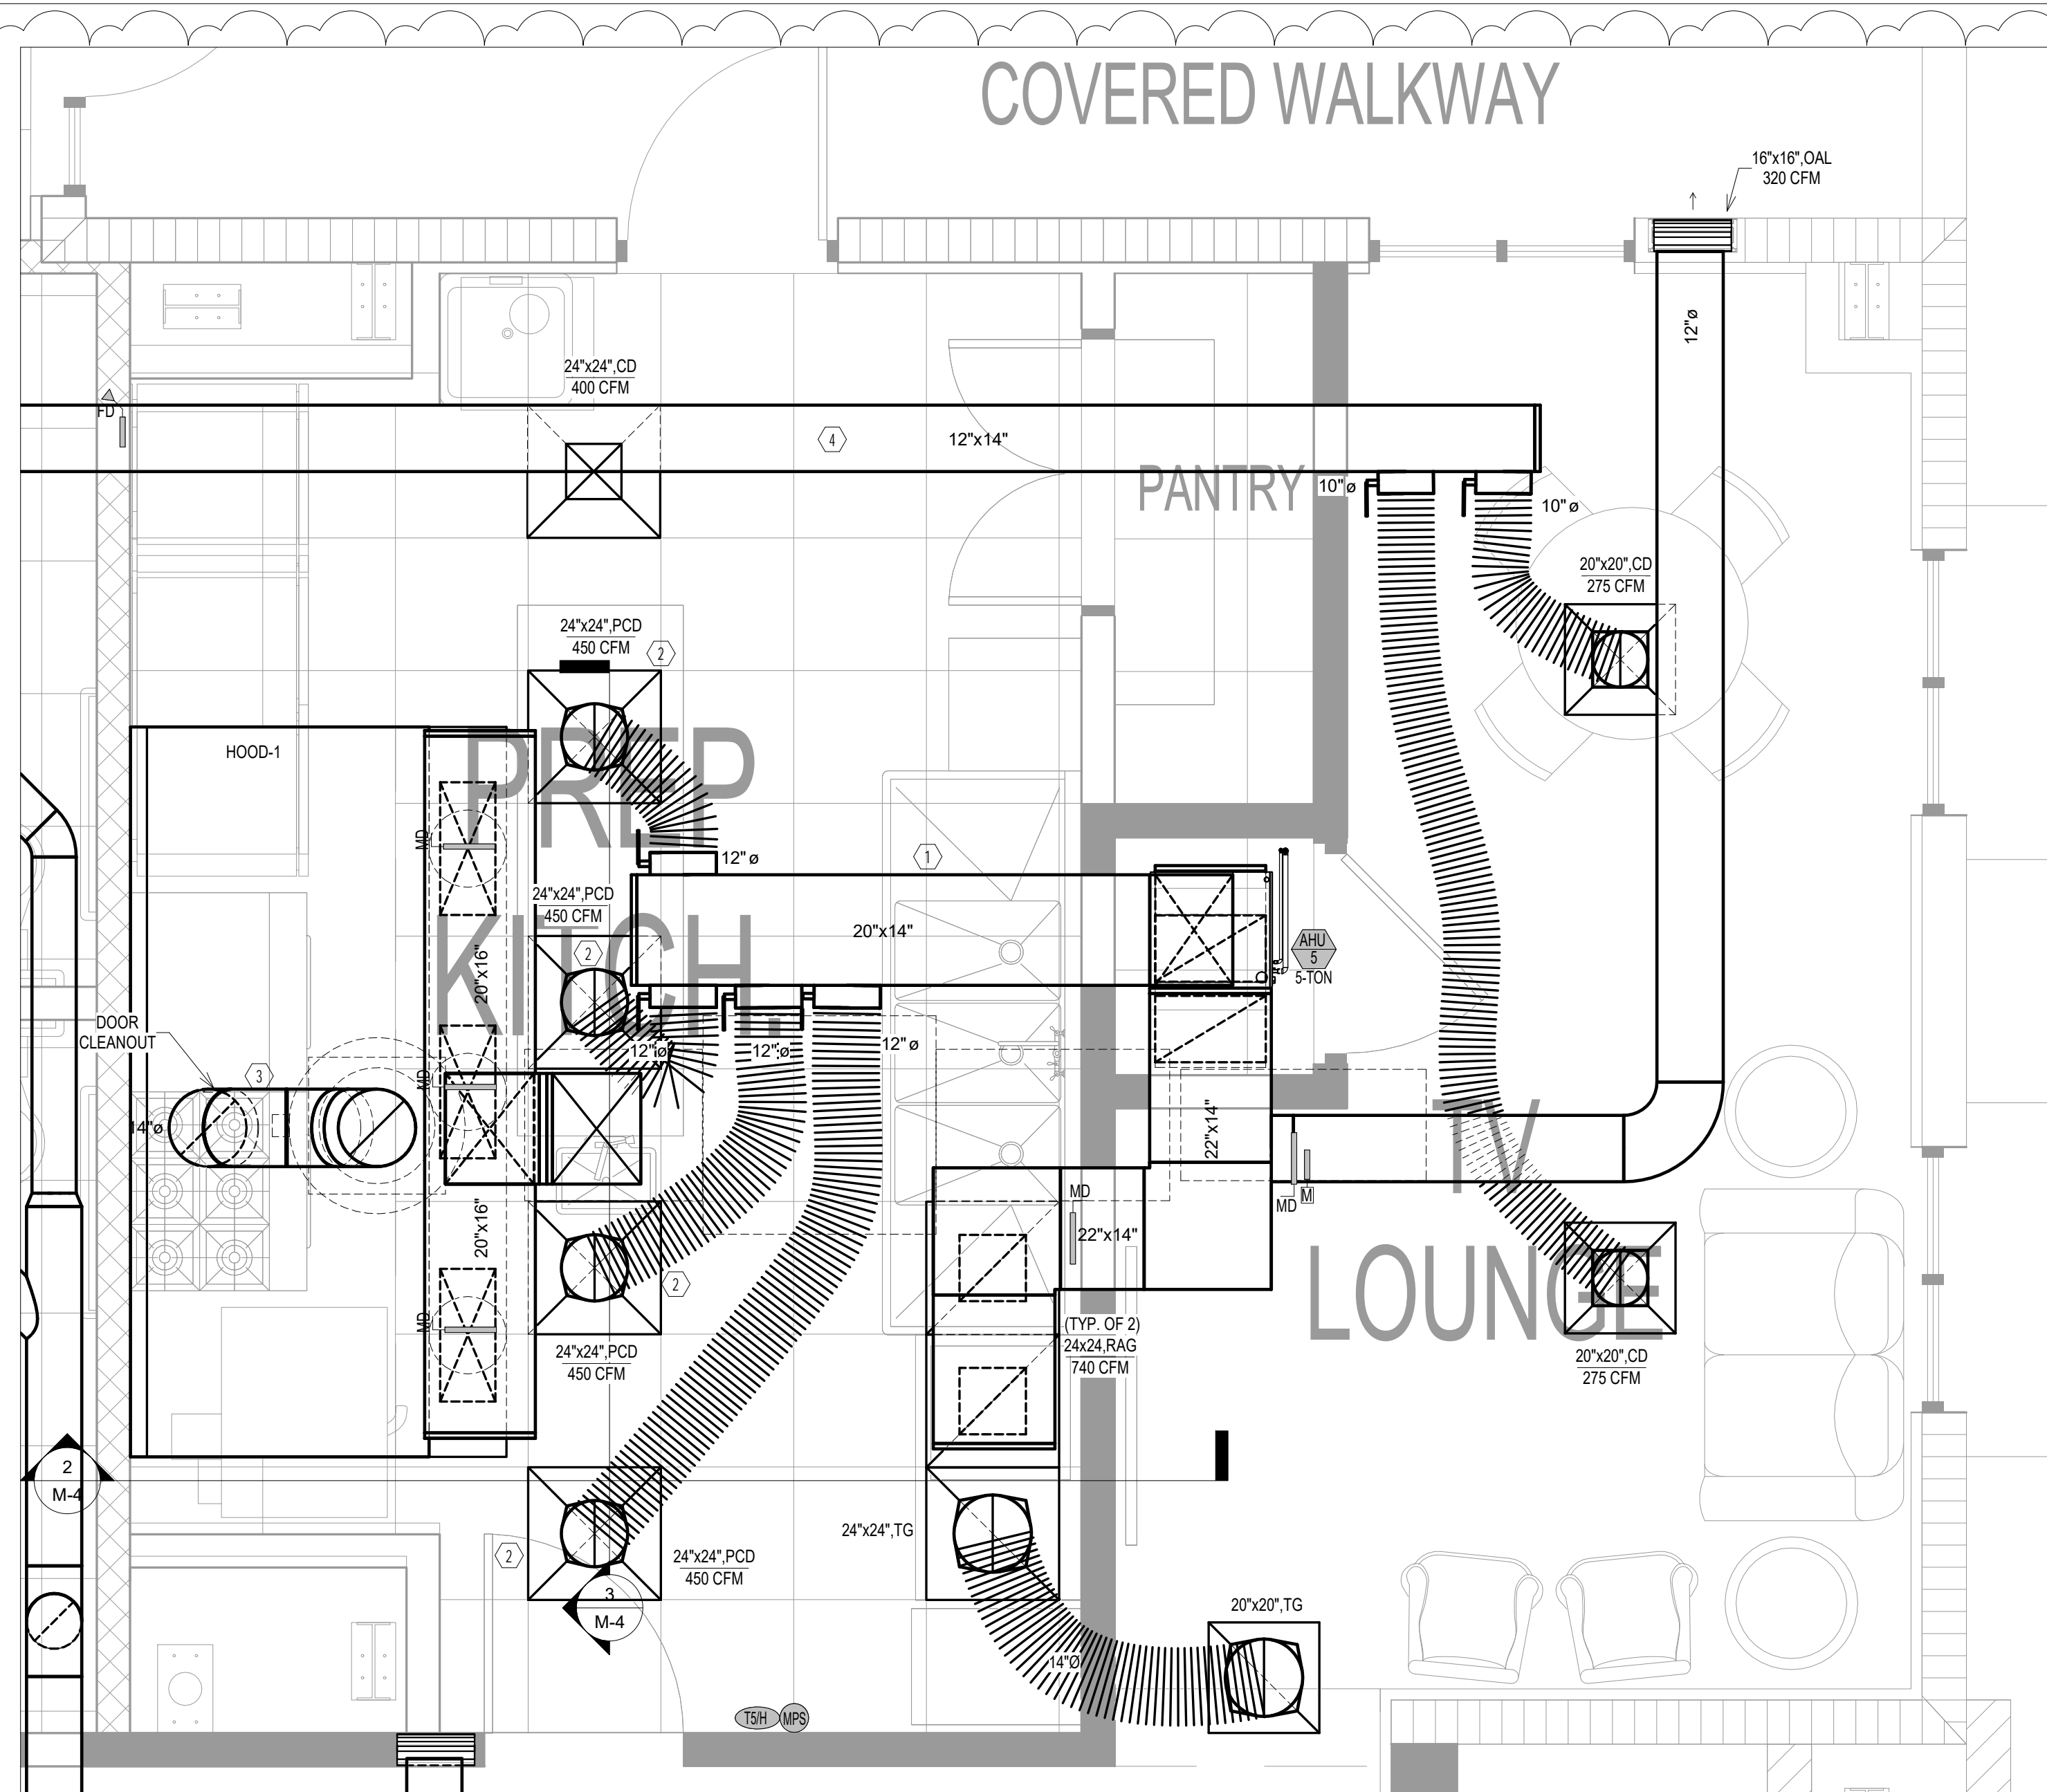 COVERED WALKWAY
16"x16",OAL
320 CFM
12"ø
24"x24",CD
400 CFM
FD
4
12"x14"
PANTRY
10"ø
10"ø
20"x20",CD
275 CFM
24"x24",PCD
450 CFM
2
HOOD-1
PREP
KITCH.
MD
12"ø
1
24"x24",PCD
450 CFM
2
20"x14"
AHU
5
5-TON
20"x16"
DOOR
CLEANOUT
3
MD
12"ø
12"ø
12"ø
14"ø
22"x14"
TV
LOUNGE
MD
M
MD
22"x14"
20"x16"
2
MD
(TYP. OF 2)
24x24,RAG
740 CFM
24"x24",PCD
450 CFM
20"x20",CD
275 CFM
2
M-4
24"x24",TG
2
24"x24",PCD
450 CFM
3
M-4
20"x20",TG
14"Ø
T5/H
MPS